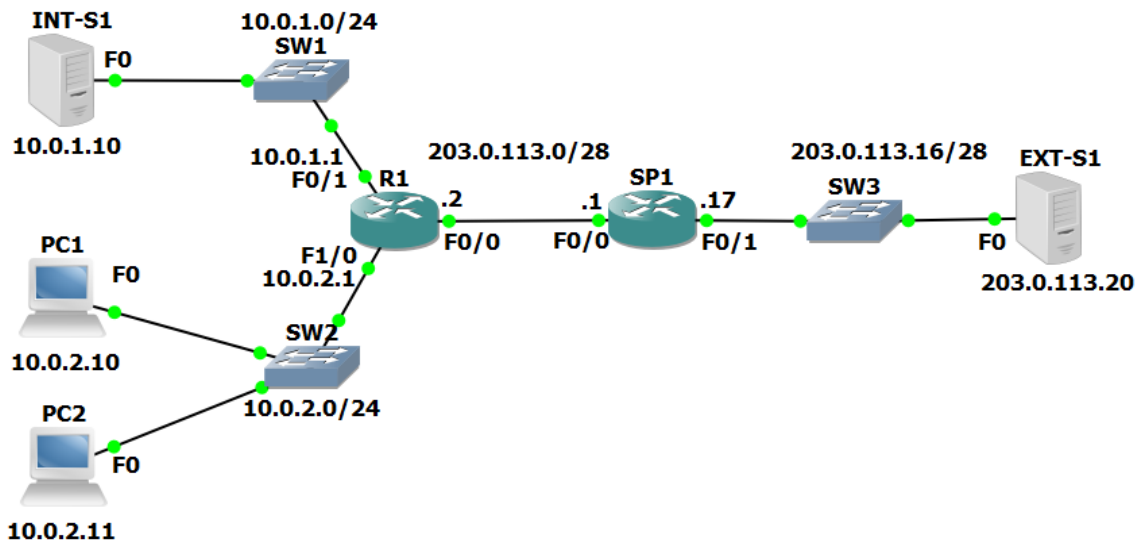 INT-S1
F0
10.0.1.10
10.0.1.0/24
SW1
10.0.1.1
F0/1
R1
203.0.113.0/28
.2
F0/0
SP1
.1
F0/0
.17
F0/1
203.0.113.16/28
SW3
EXT-S1
F0
203.0.113.20
F1/0
10.0.2.1
PC1
F0
10.0.2.10
SW2
10.0.2.0/24
PC2
F0
10.0.2.11